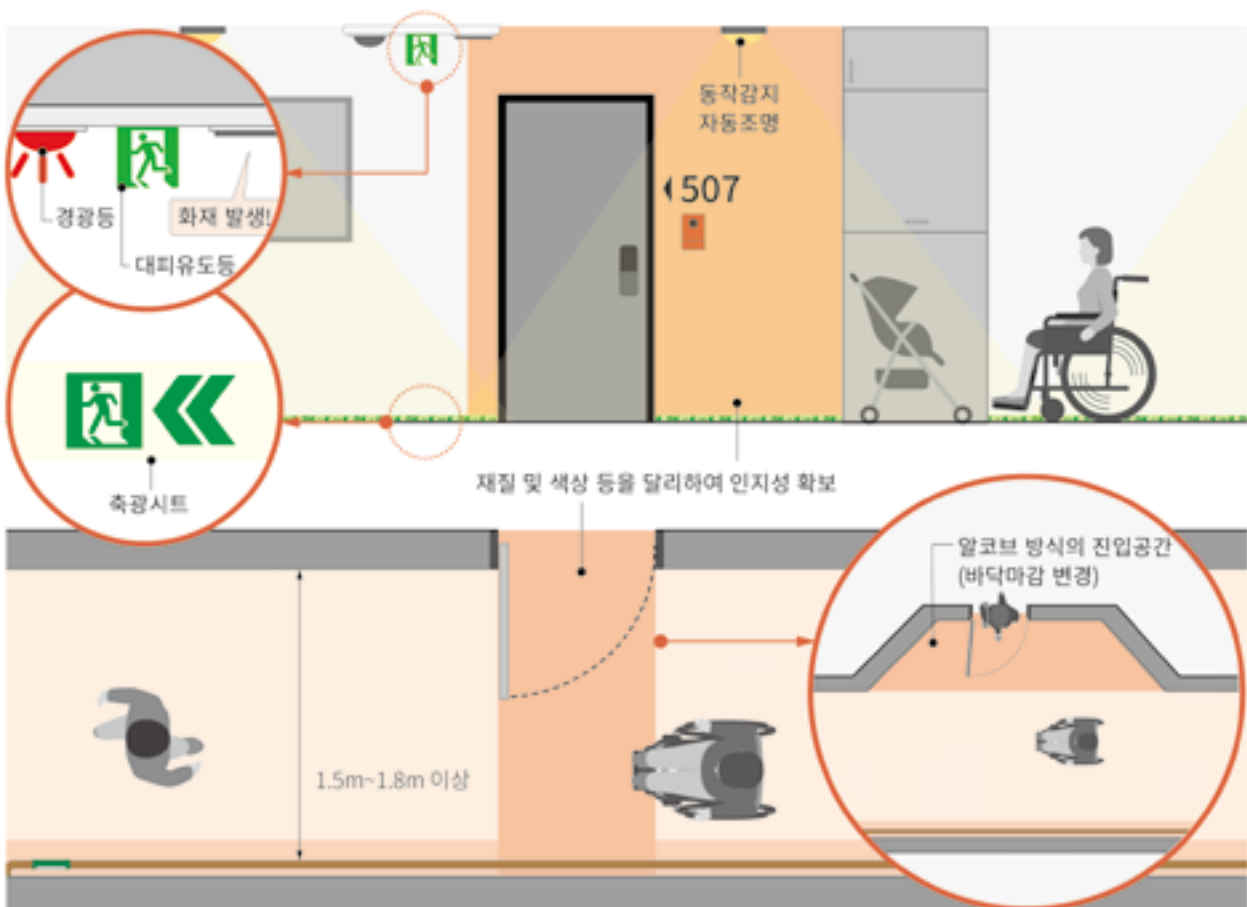 동작감지
자동조명
507
경광등
화재 발생!
대피유도등
축광시트
재질 및 색상 등을 달리하여 인지성 확보
알코브 방식의 진입공간
(바닥마감 변경)
1.5m~1.8m 이상